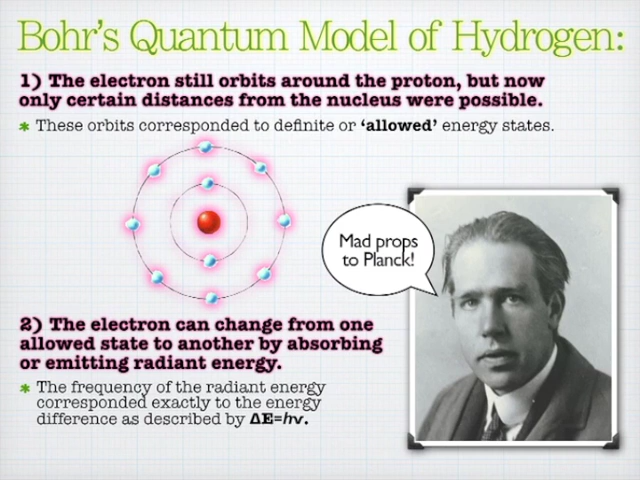 Bohr's Quantum Model of Hydrogen:
1) The electron still orbits around the proton, but now
only certain distances from the nucleus were possible.
* These orbits corresponded to definite or ‘allowed’ energy states.
Mad props
to Planck!
2) The electron can change from one
allowed state to another by absorbing
or emitting radiant energy.
* The frequency of the radiant energy
corresponded exactly to the energy
difference as described by ΔE=hν.